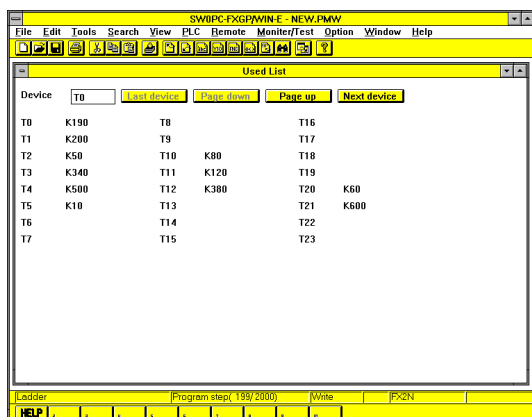 SW0PC-FXGP/WIN-E - NEW.PMW
File Edit Tools Search View PLC Remote Moniter/Test Option Window Help
Used List
Device T0 Last device Page down Page up Next device
T0 K190 T8 T16
T1 K200 T9 T17
T2 K50 T10 K80 T18
T3 K340 T11 K120 T19
T4 K500 T12 K380 T20 K60
T5 K10 T13 T21 K600
T6 T14 T22
T7 T15 T23
Ladder Program step( 199/ 2000) Write FX2N
HELP